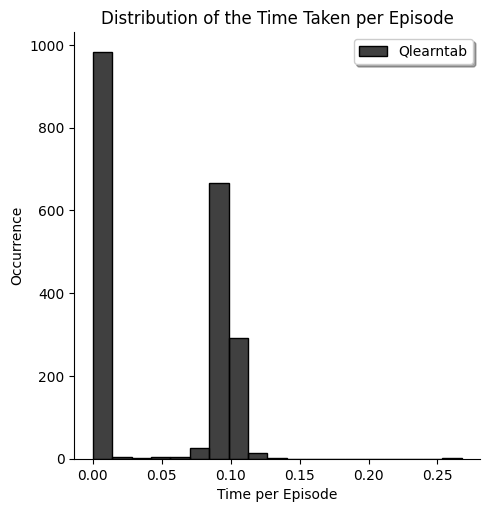 Distribution of the Time Taken per Episode
Qlearntab
Occurrence
1000
800
600
400
200
0
0.00 0.05 0.10 0.15 0.20 0.25
Time per Episode